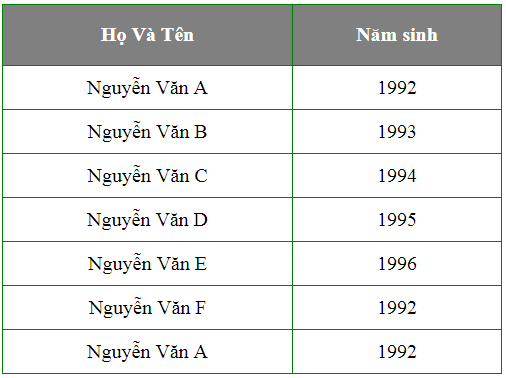 Họ Và Tên Năm sinh
Nguyễn Văn A 1992
Nguyễn Văn B 1993
Nguyễn Văn C 1994
Nguyễn Văn D 1995
Nguyễn Văn E 1996
Nguyễn Văn F 1992
Nguyễn Văn A 1992